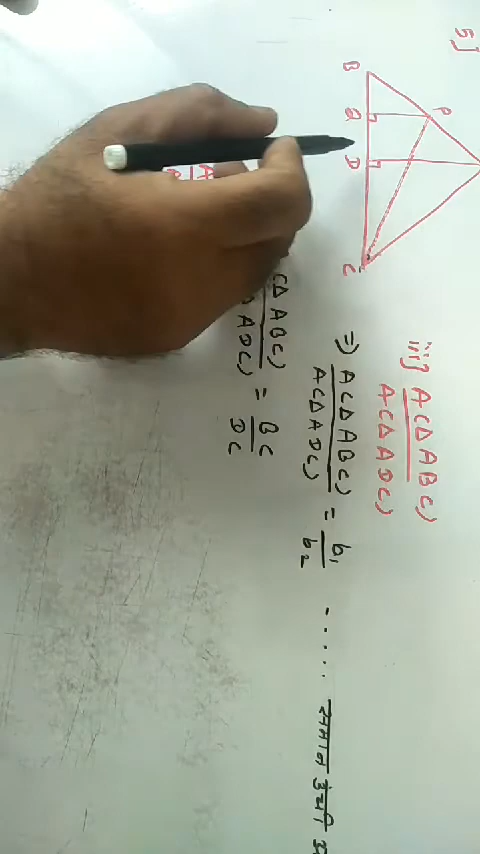 5]
B
Q
P
D
C
iii] A(∆ABC)
A(∆ADC)
⇒) A(∆ABC) / A(∆ADC) = b₁ / b₂ ...... समान उंची
(∆ABC) / ADC) = BC / DC